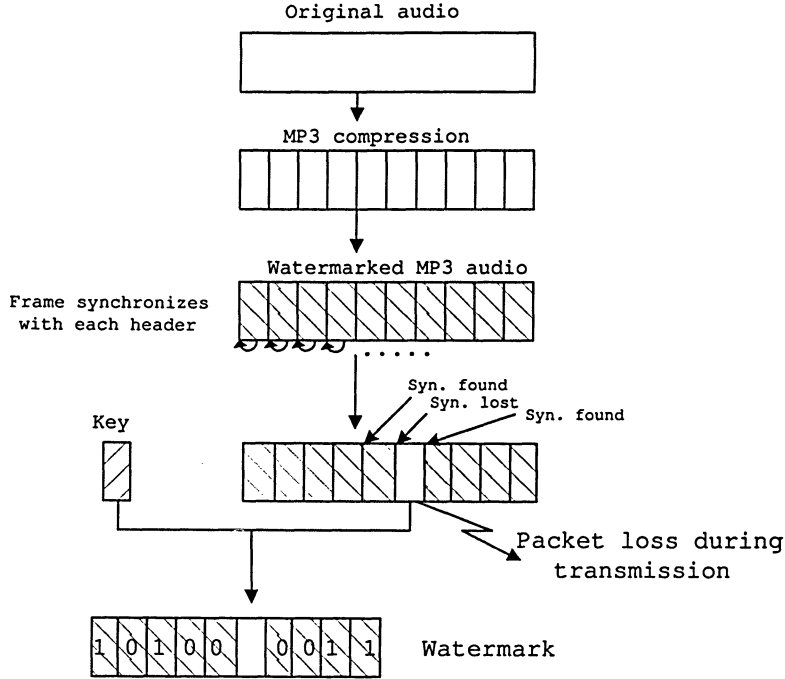 Original audio
MP3 compression
Watermarked MP3 audio
Frame synchronizes
with each header
Syn. found
Syn. lost
Syn. found
Key
Packet loss during
transmission
1 0 1 0 0 0 0 1 1
Watermark